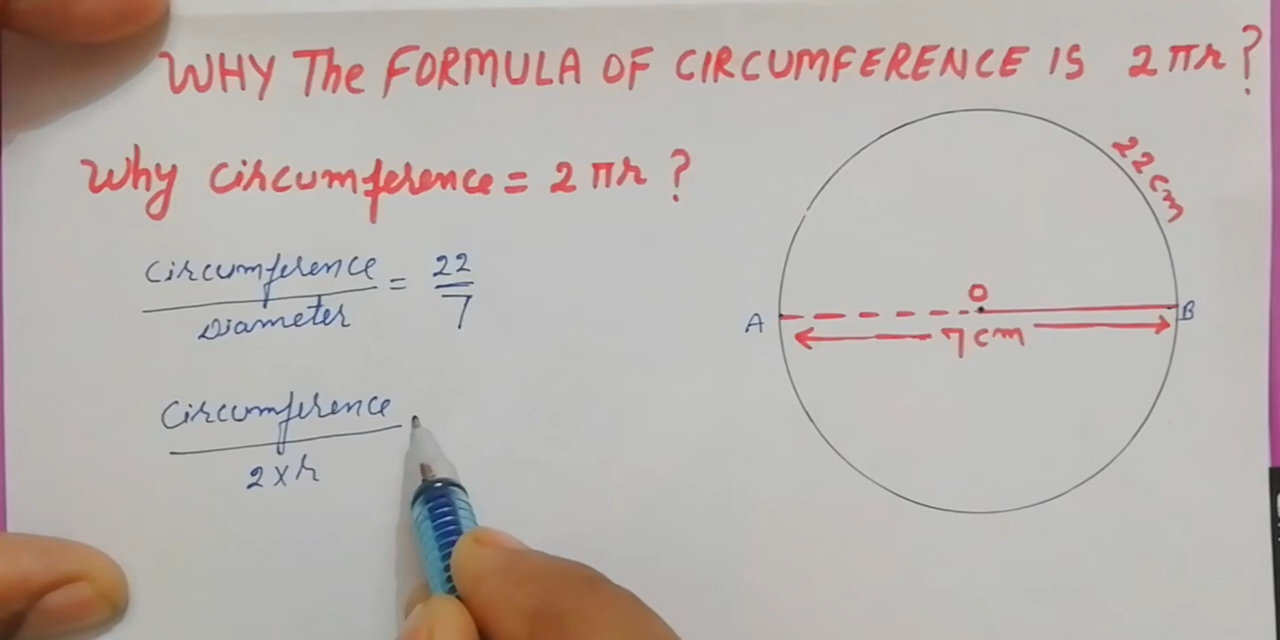 WHY The FORMULA OF CIRCUMFERENCE IS 2πr?
Why circumference = 2πr?
circumference
Diameter
=
22
7
circumference
2×r
22cm
O
A
B
7cm